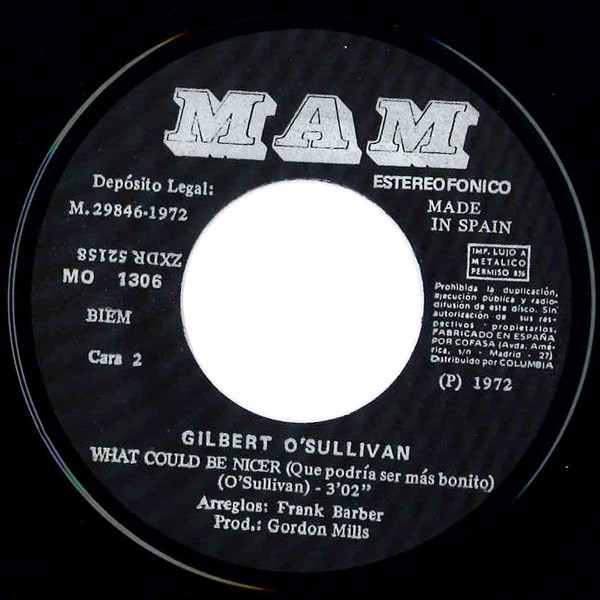 MAM
Depósito Legal:
M.29846-1972
ZXDR 52158
MO 1306
BIEM
Cara 2
ESTEREOFONICO
MADE
IN SPAIN
IMP. LUJO A
METALICO
PERMISO 836
Prohibida la duplicación,
ejecución pública y radio-
difusión de este disco. Sin
autorización de sus res-
pectivos propietarios.
FABRICADO EN ESPAÑA
POR COFASA (Avda. Amé-
rica, s/n - Madrid - 27)
Distribuido por COLUMBIA
(P) 1972
GILBERT O'SULLIVAN
WHAT COULD BE NICER (Que podría ser más bonito)
(O'Sullivan) - 3'02"
Arreglos: Frank Barber
Prod.: Gordon Mills